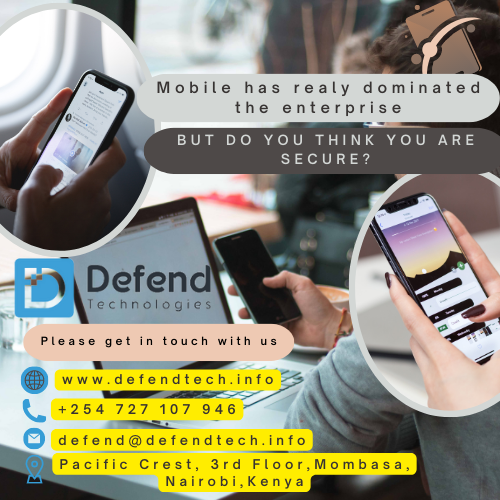 Mobile has realy dominated
the enterprise
BUT DO YOU THINK YOU ARE
SECURE?
Defend
Technologies
Please get in touch with us
www.defendtech.info
+254 727 107 946
defend@defendtech.info
Pacific Crest, 3rd Floor,Mombasa,
Nairobi,Kenya